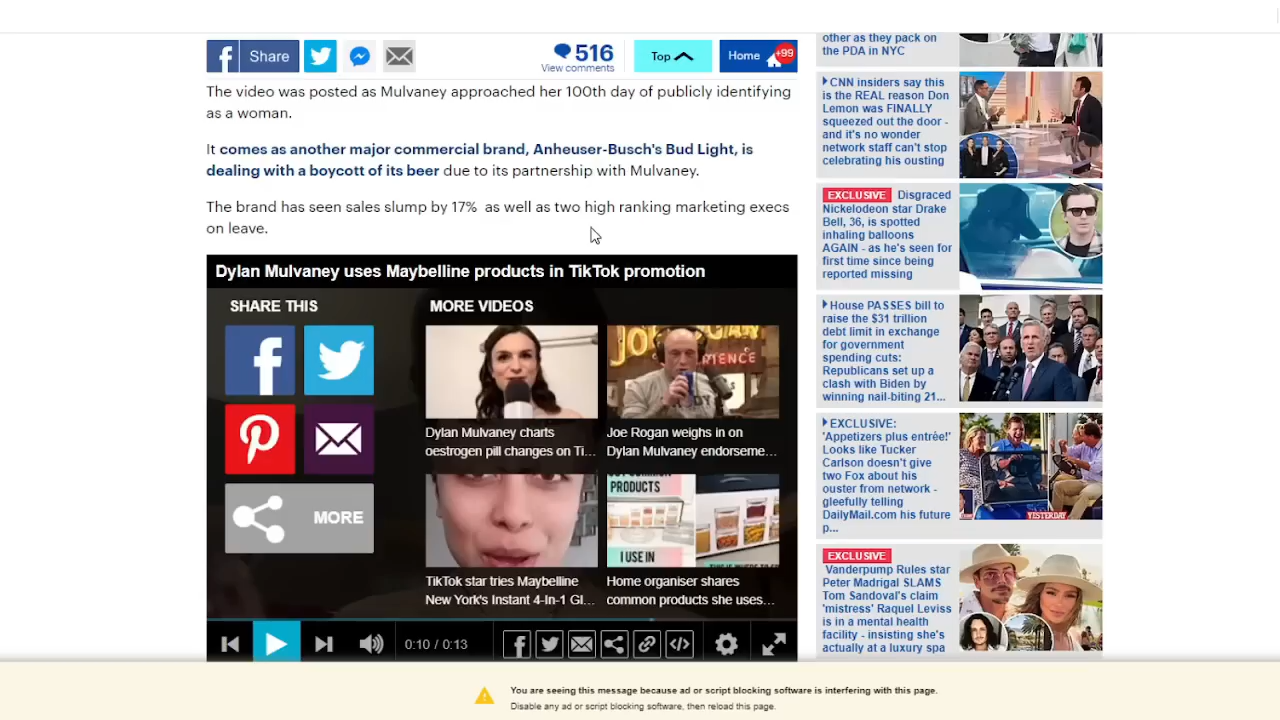 Share
516
View comments
Top
Home
+99
The video was posted as Mulvaney approached her 100th day of publicly identifying
as a woman.
It comes as another major commercial brand, Anheuser-Busch's Bud Light, is
dealing with a boycott of its beer due to its partnership with Mulvaney.
The brand has seen sales slump by 17% as well as two high ranking marketing execs
on leave.
Dylan Mulvaney uses Maybelline products in TikTok promotion
SHARE THIS
MORE VIDEOS
Dylan Mulvaney charts
oestrogen pill changes on Ti...
Joe Rogan weighs in on
Dylan Mulvaney endorseme...
MORE
PRODUCTS
I USE IN
TikTok star tries Maybelline
New York's Instant 4-In-1 Gl...
Home organiser shares
common products she uses...
0:10 / 0:13
other as they pack
on the PDA in NYC
CNN insiders say this
is the REAL reason Don
Lemon was FINALLY
squeezed out the door -
and it's no wonder
network staff can't stop
celebrating his ousting
EXCLUSIVE Disgraced
Nickelodeon star Drake
Bell, 36, is spotted
inhaling balloons
AGAIN - as he's seen for
first time since being
reported missing
House PASSES bill to
raise the $31 trillion
debt limit in exchange
for government
spending cuts:
Republicans set up a
clash with Biden by
winning nail-biting 21...
EXCLUSIVE:
'Appetizers plus entrée!'
Looks like Tucker
Carlson doesn't give
two Fox about his
ouster from network -
gleefully telling
DailyMail.com his future
p...
YESTERDAY
EXCLUSIVE
Vanderpump Rules star
Peter Madrigal SLAMS
Tom Sandoval's claim
'mistress' Raquel Leviss
is in a mental health
facility - insisting she's
actually at a luxury spa
You are seeing this message because ad or script blocking software is interfering with this page.
Disable any ad or script blocking software, then reload this page.